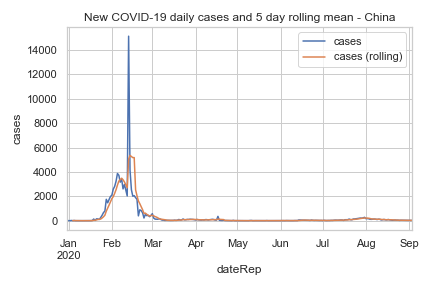 New COVID-19 daily cases and 5 day rolling mean - China
cases
cases (rolling)
14000
12000
10000
8000
6000
4000
2000
0
cases
Jan Feb Mar Apr May Jun Jul Aug Sep
2020
dateRep